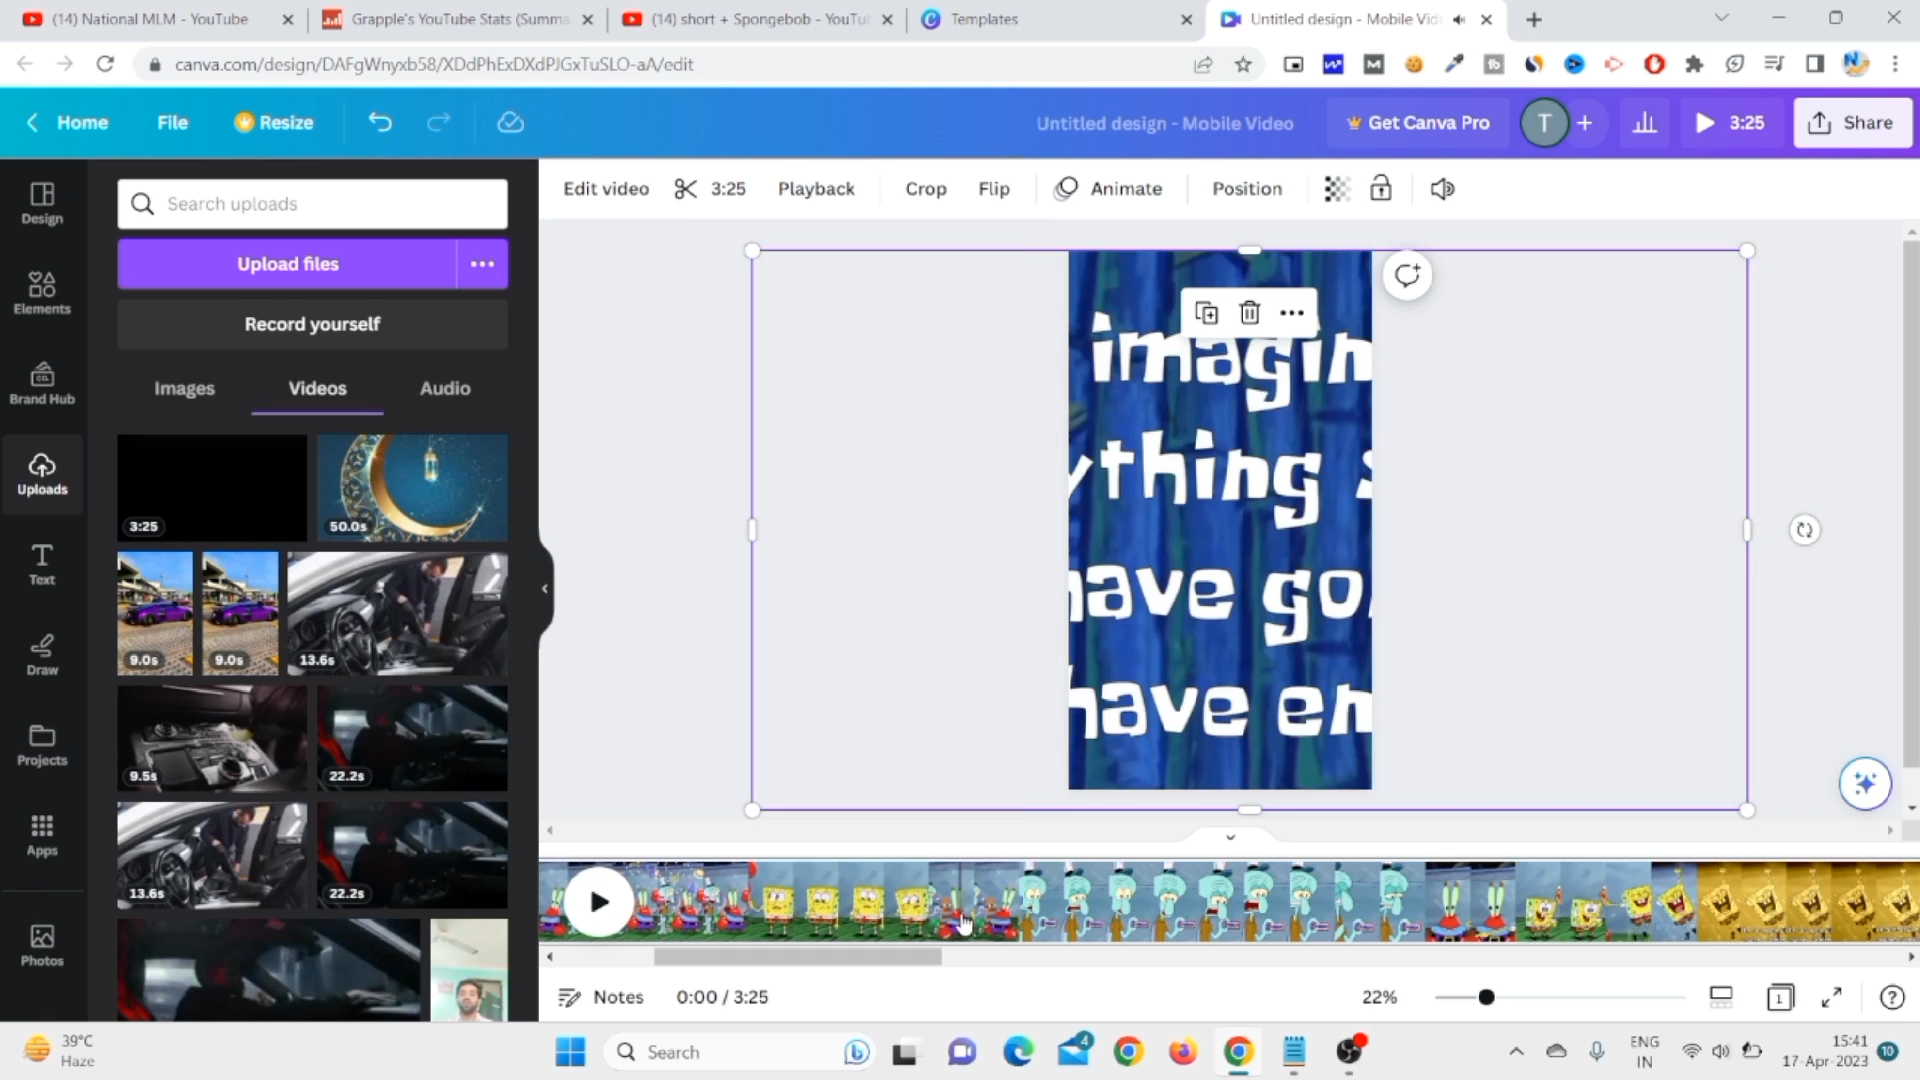 (14) National MLM - YouTube
Grapple's YouTube Stats (Summa
(14) short + Spongebob - YouTu
Templates
Untitled design - Mobile Vid
canva.com/design/DAFgWnyxb58/XDdPhExDXdPJGxTuSLO-aA/edit
Home
File
Resize
Untitled design - Mobile Video
Get Canva Pro
T
3:25
Share
Design
Elements
Brand Hub
Uploads
Text
Draw
Projects
Apps
Photos
Search uploads
Upload files
Record yourself
Images
Videos
Audio
3:25
50.0s
9.0s
9.0s
13.6s
9.5s
22.2s
13.6s
22.2s
Edit video
3:25
Playback
Crop
Flip
Animate
Position
imagin
ything
have go
have en
Notes
0:00 / 3:25
22%
1
39°C
Haze
Search
4
ENG
IN
15:41
17-Apr-2023
10